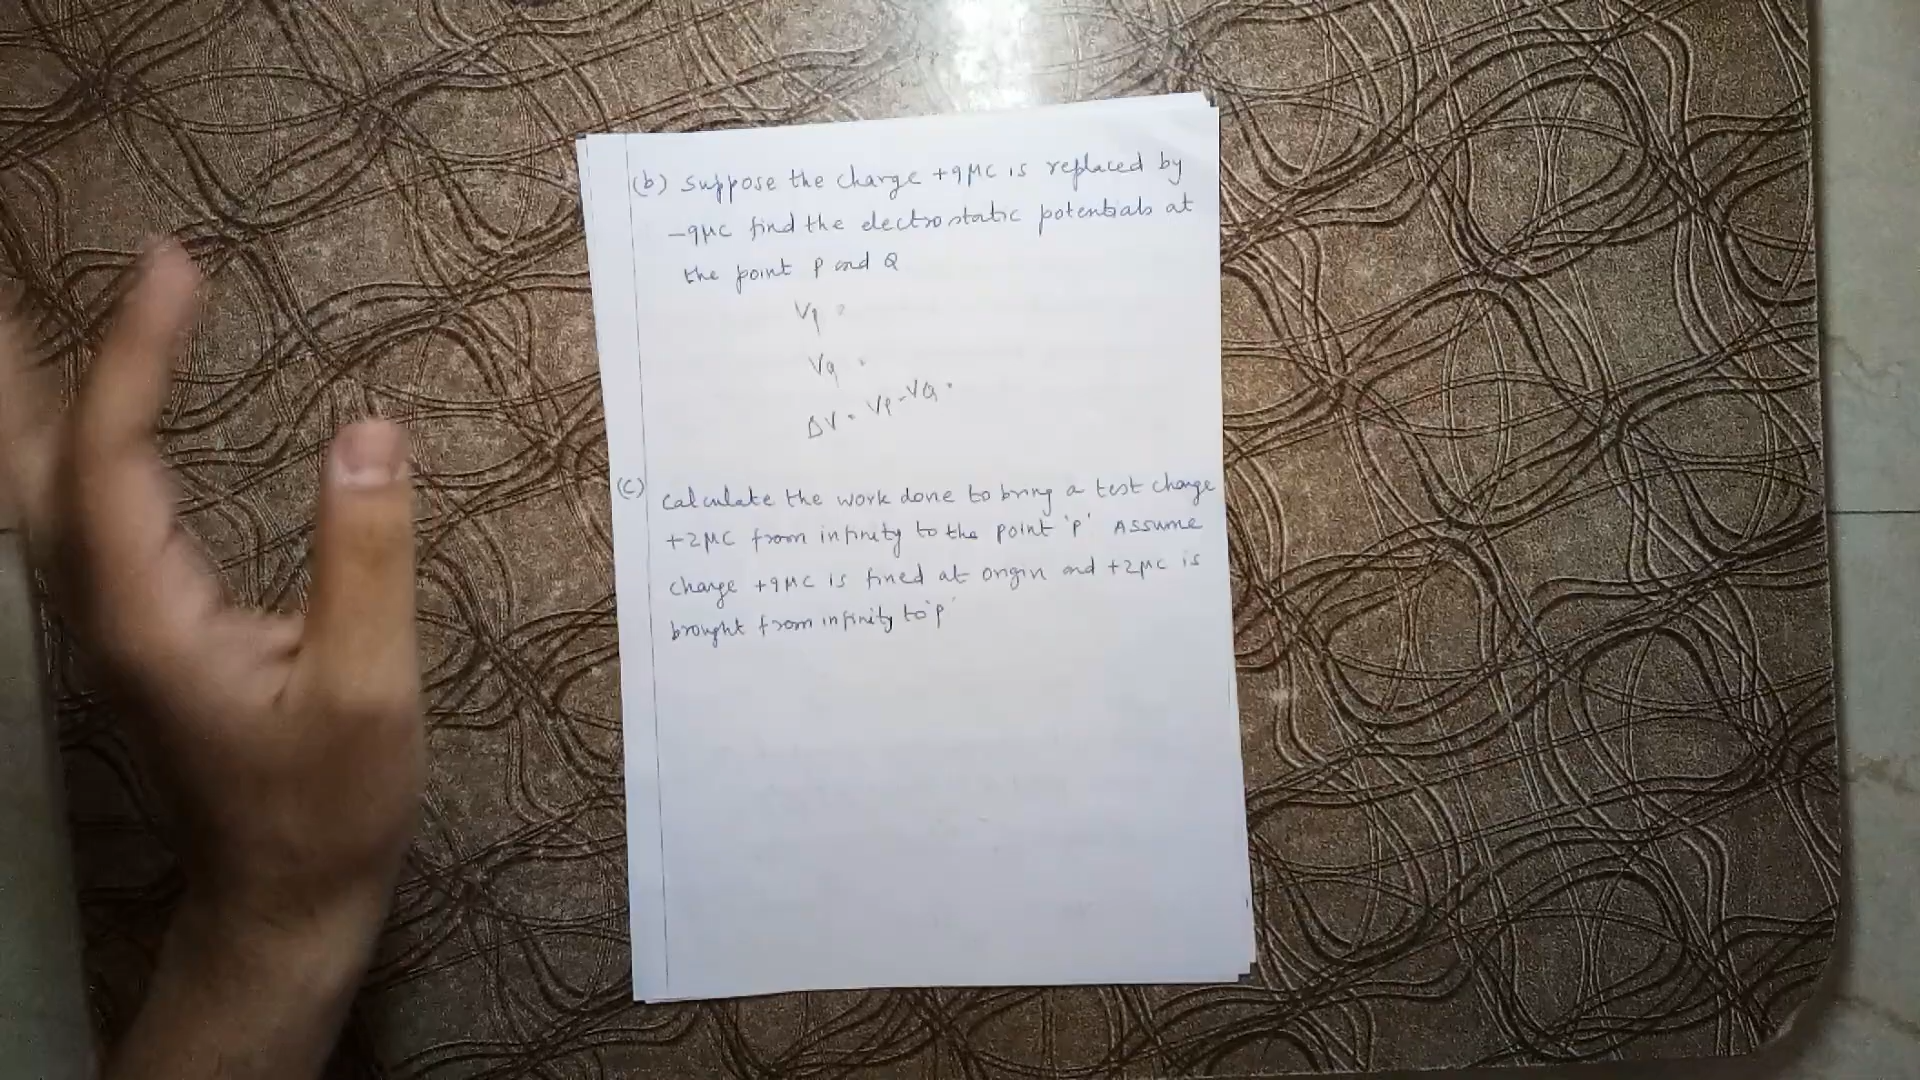 (b) Suppose the charge +9μC is replaced by
-9μC find the electrostatic potentials at
the point P and Q
VP =
VQ =
ΔV = VP - VQ =
(C) Calculate the work done to bring a test charge
+2μC from infinity to the point 'P' Assume
charge +9μC is fined at origin and +2μC is
brought from infinity to 'P'